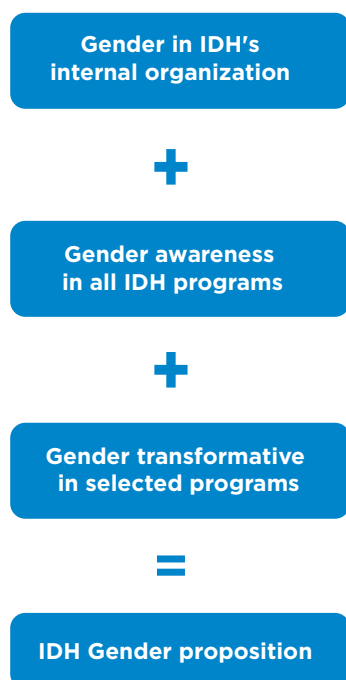 Gender in IDH's
internal organization
+
Gender awareness
in all IDH programs
+
Gender transformative
in selected programs
=
IDH Gender proposition